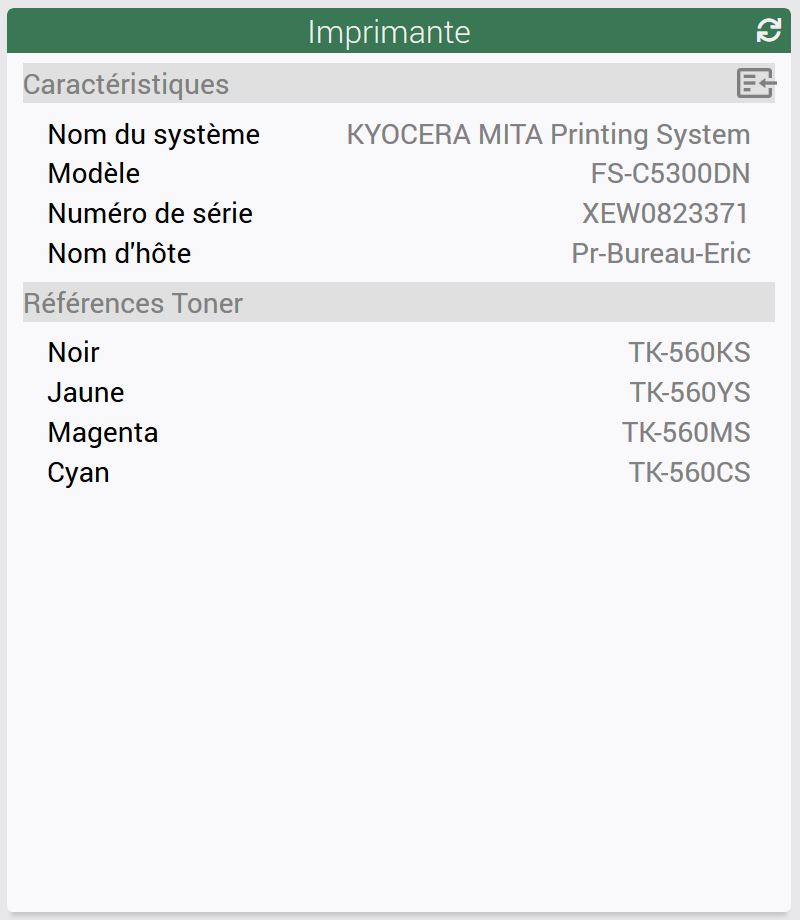 Imprimante
Caractéristiques
Nom du système KYOCERA MITA Printing System
Modèle FS-C5300DN
Numéro de série XEW0823371
Nom d'hôte Pr-Bureau-Eric
Références Toner
Noir TK-560KS
Jaune TK-560YS
Magenta TK-560MS
Cyan TK-560CS